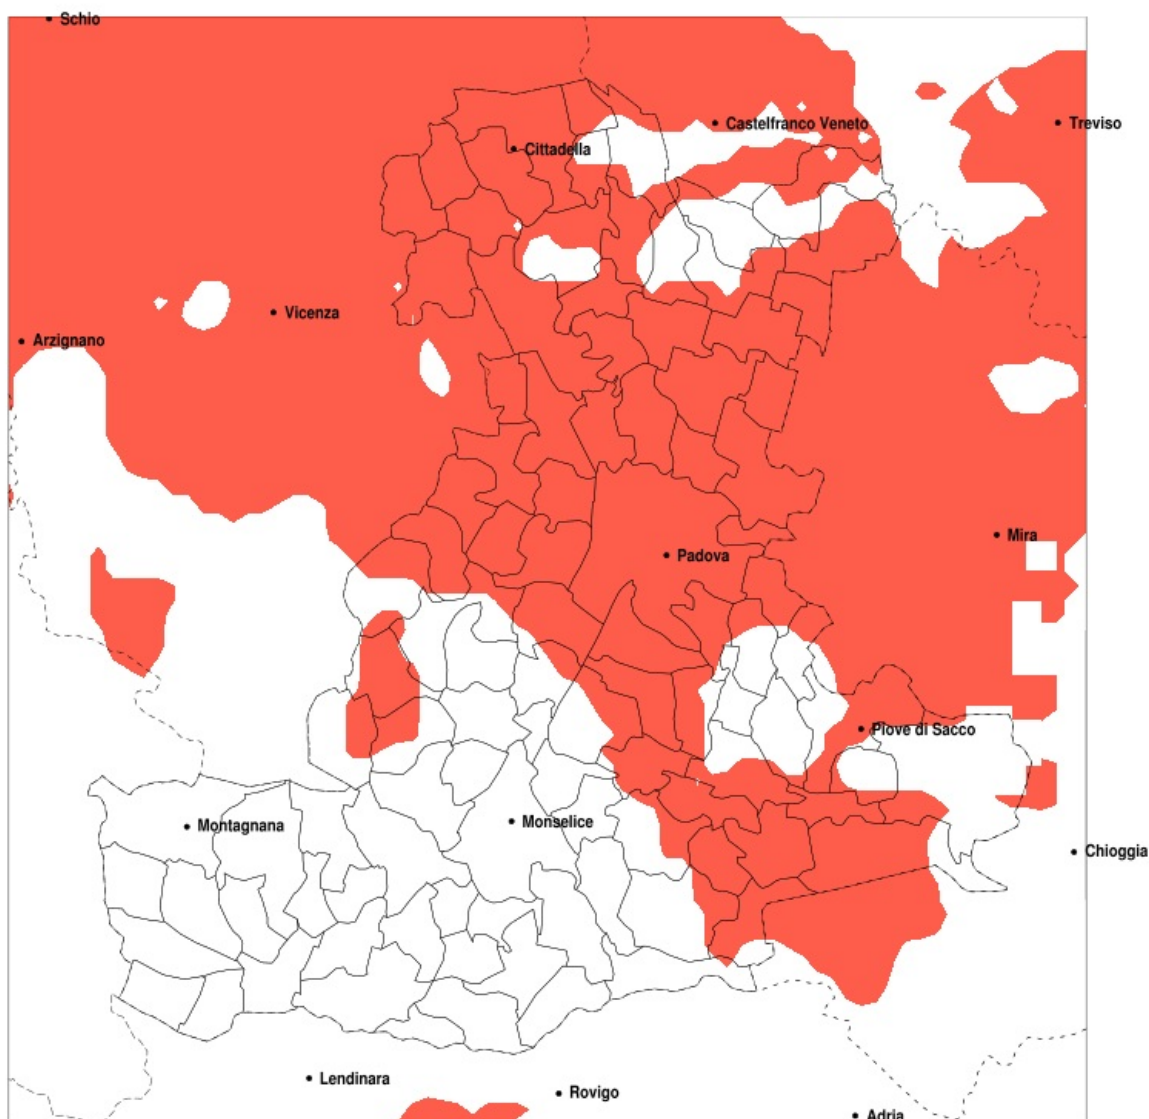 Schio
Castelfranco Veneto
Treviso
Cittadella
Vicenza
Arzignano
Mira
Padova
Piove di Sacco
Montagnana
Monselice
Chioggia
Lendinara
Rovigo
Adria